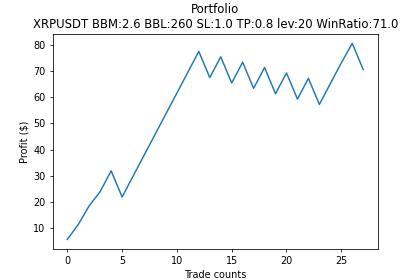 Portfolio
XRPUSDT BBM:2.6 BBL:260 SL:1.0 TP:0.8 lev:20 WinRatio:71.0
80
70
60
50
40
30
20
10
Profit ($)
0 5 10 15 20 25
Trade counts